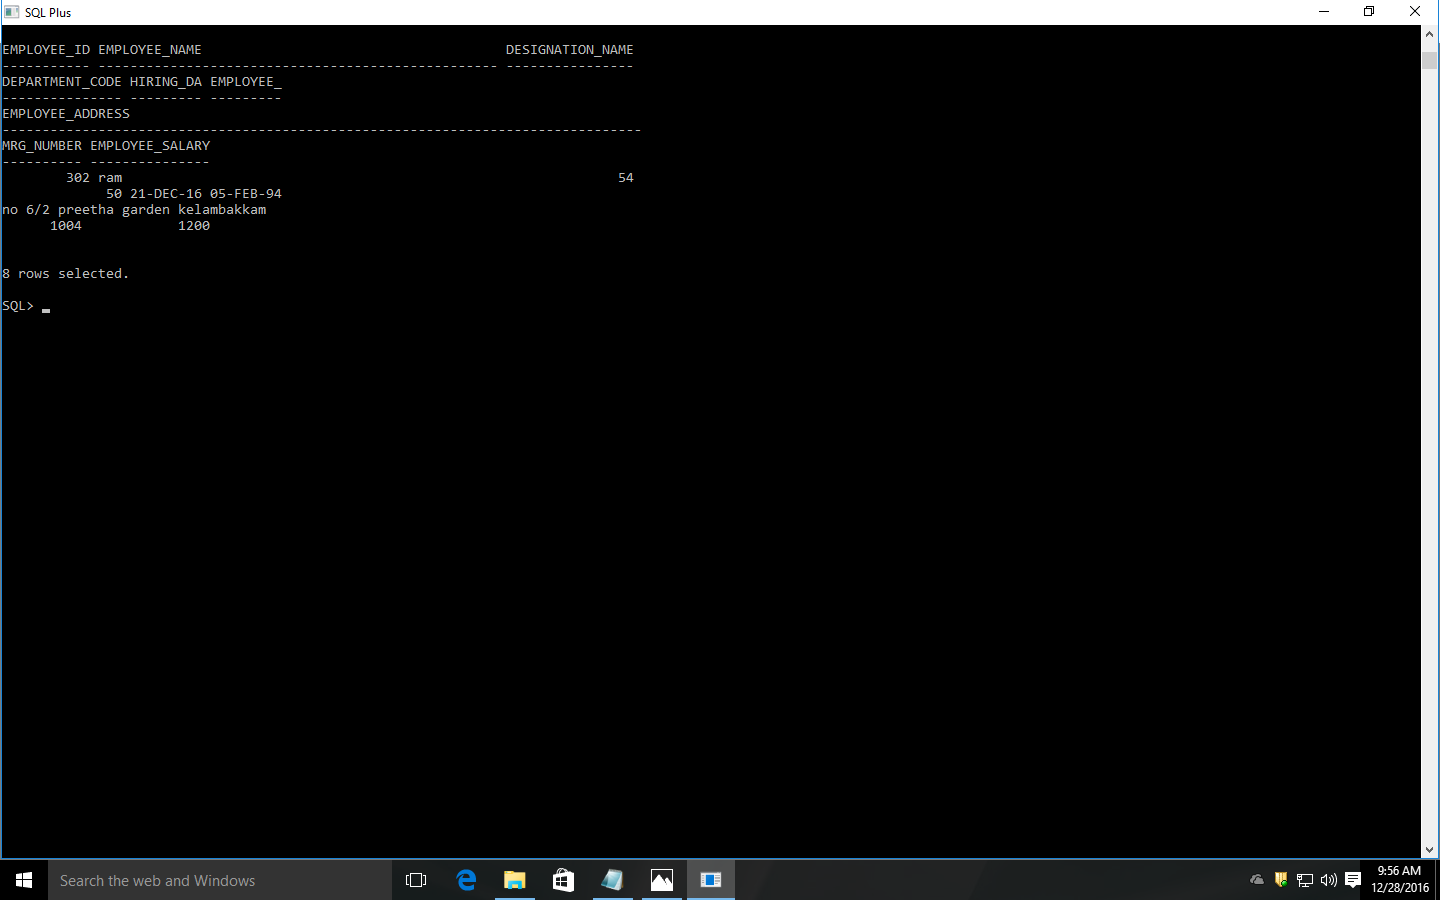 SQL Plus
EMPLOYEE_ID EMPLOYEE_NAME                                      DESIGNATION_NAME
----------- -------------------------------------------------- ----------------
DEPARTMENT_CODE HIRING_DA EMPLOYEE_
--------------- --------- ---------
EMPLOYEE_ADDRESS
--------------------------------------------------------------------------------
MRG_NUMBER EMPLOYEE_SALARY
---------- ---------------
        302 ram                                                              54
             50 21-DEC-16 05-FEB-94
no 6/2 preetha garden kelambakkam
      1004            1200
8 rows selected.
SQL>
Search the web and Windows
9:56 AM
12/28/2016